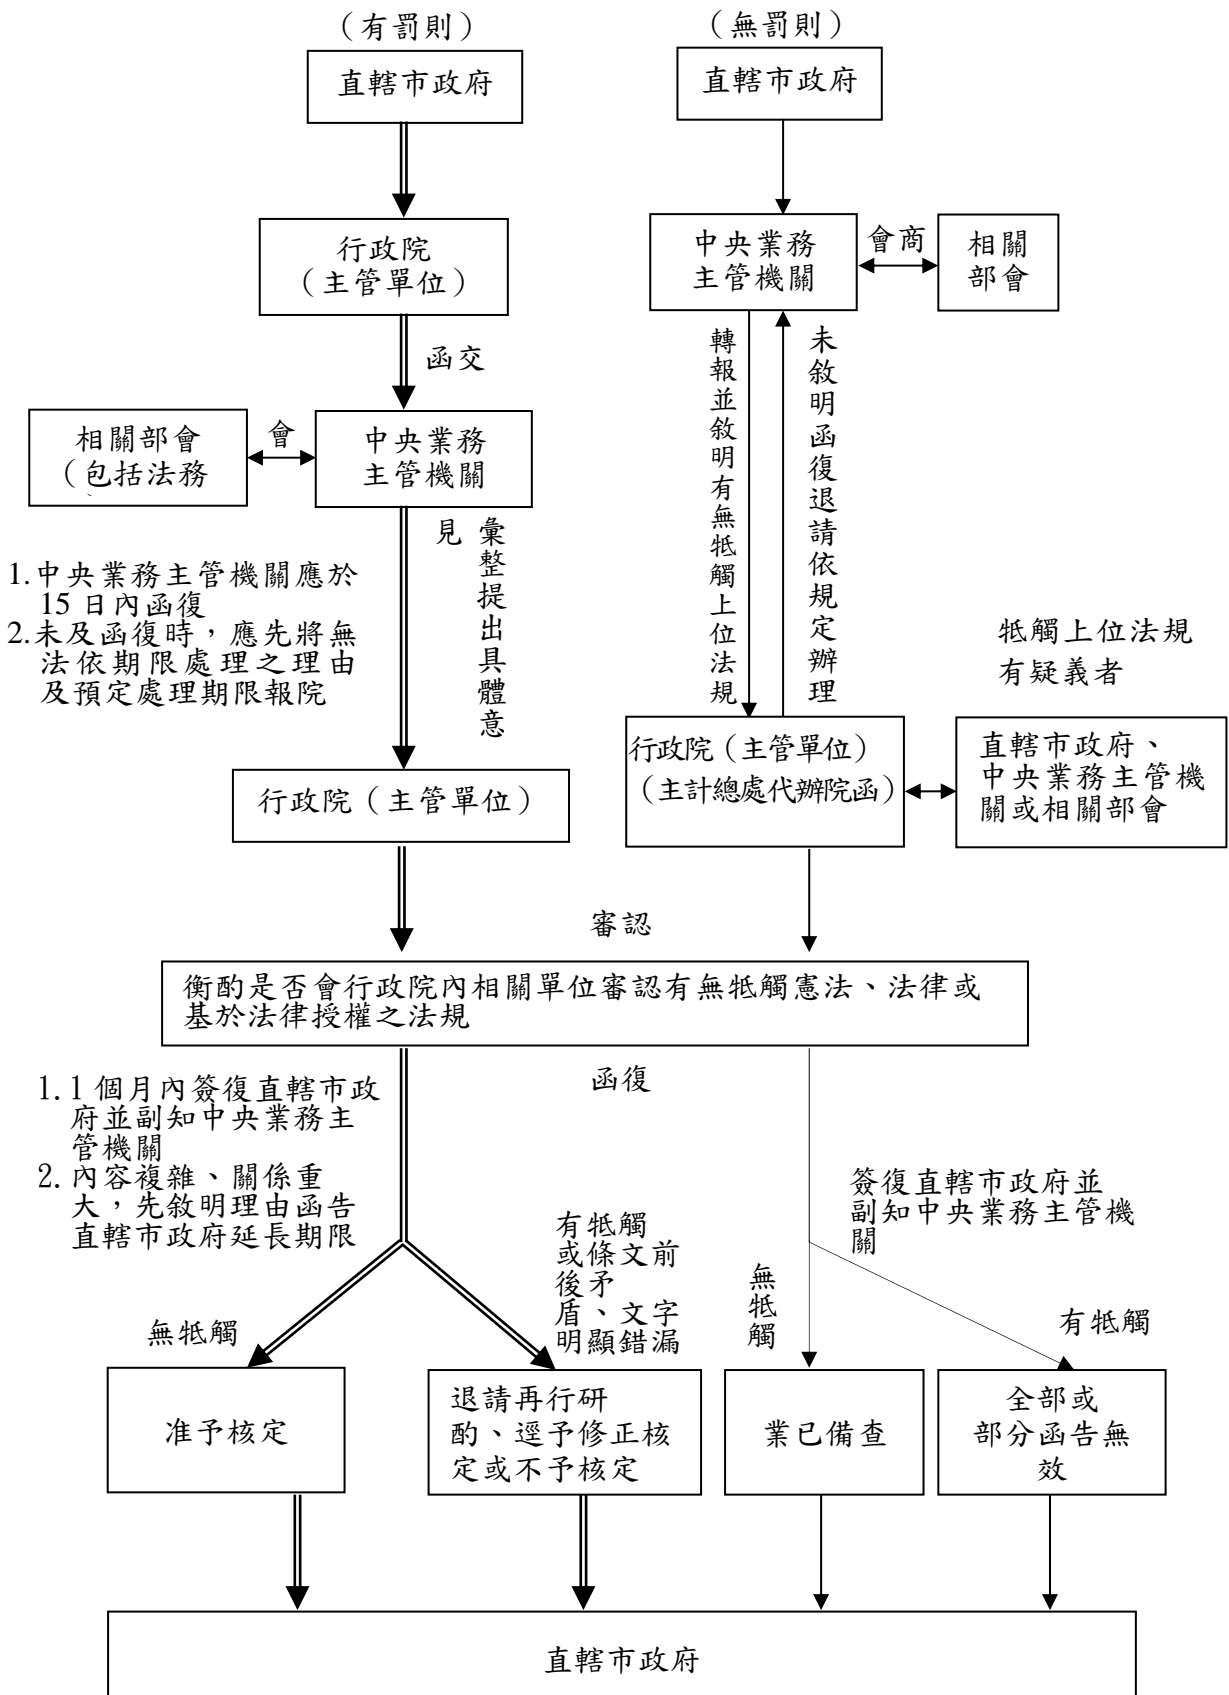 （有罰則）
直轄市政府
（無罰則）
直轄市政府
行政院
（主管單位）
中央業務
主管機關
會商
相關
部會
函交
相關部會
（包括法務
會
中央業務
主管機關
轉報並敘明有無牴觸上位法規
未敘明函復退請依規定辦理
彙整提出具體意
見
1.中央業務主管機關應於
15 日內函復
2.未及函復時，應先將無
法依期限處理之理由
及預定處理期限報院
牴觸上位法規
有疑義者
行政院（主管單位）
行政院（主管單位）
（主計總處代辦院函）
直轄市政府、
中央業務主管機
關或相關部會
審認
衡酌是否會行政院內相關單位審認有無牴觸憲法、法律或
基於法律授權之法規
函復
1. 1 個月內簽復直轄市政
府並副知中央業務主
管機關
2. 內容複雜、關係重
大，先敘明理由函告
直轄市政府延長期限
簽復直轄市政府並
副知中央業務主管機
關
無牴觸
有牴觸
或條文前
後矛
盾、文字
明顯錯漏
無牴觸
有牴觸
准予核定
退請再行研
酌、逕予修正核
定或不予核定
業已備查
全部或
部分函告無
效
直轄市政府